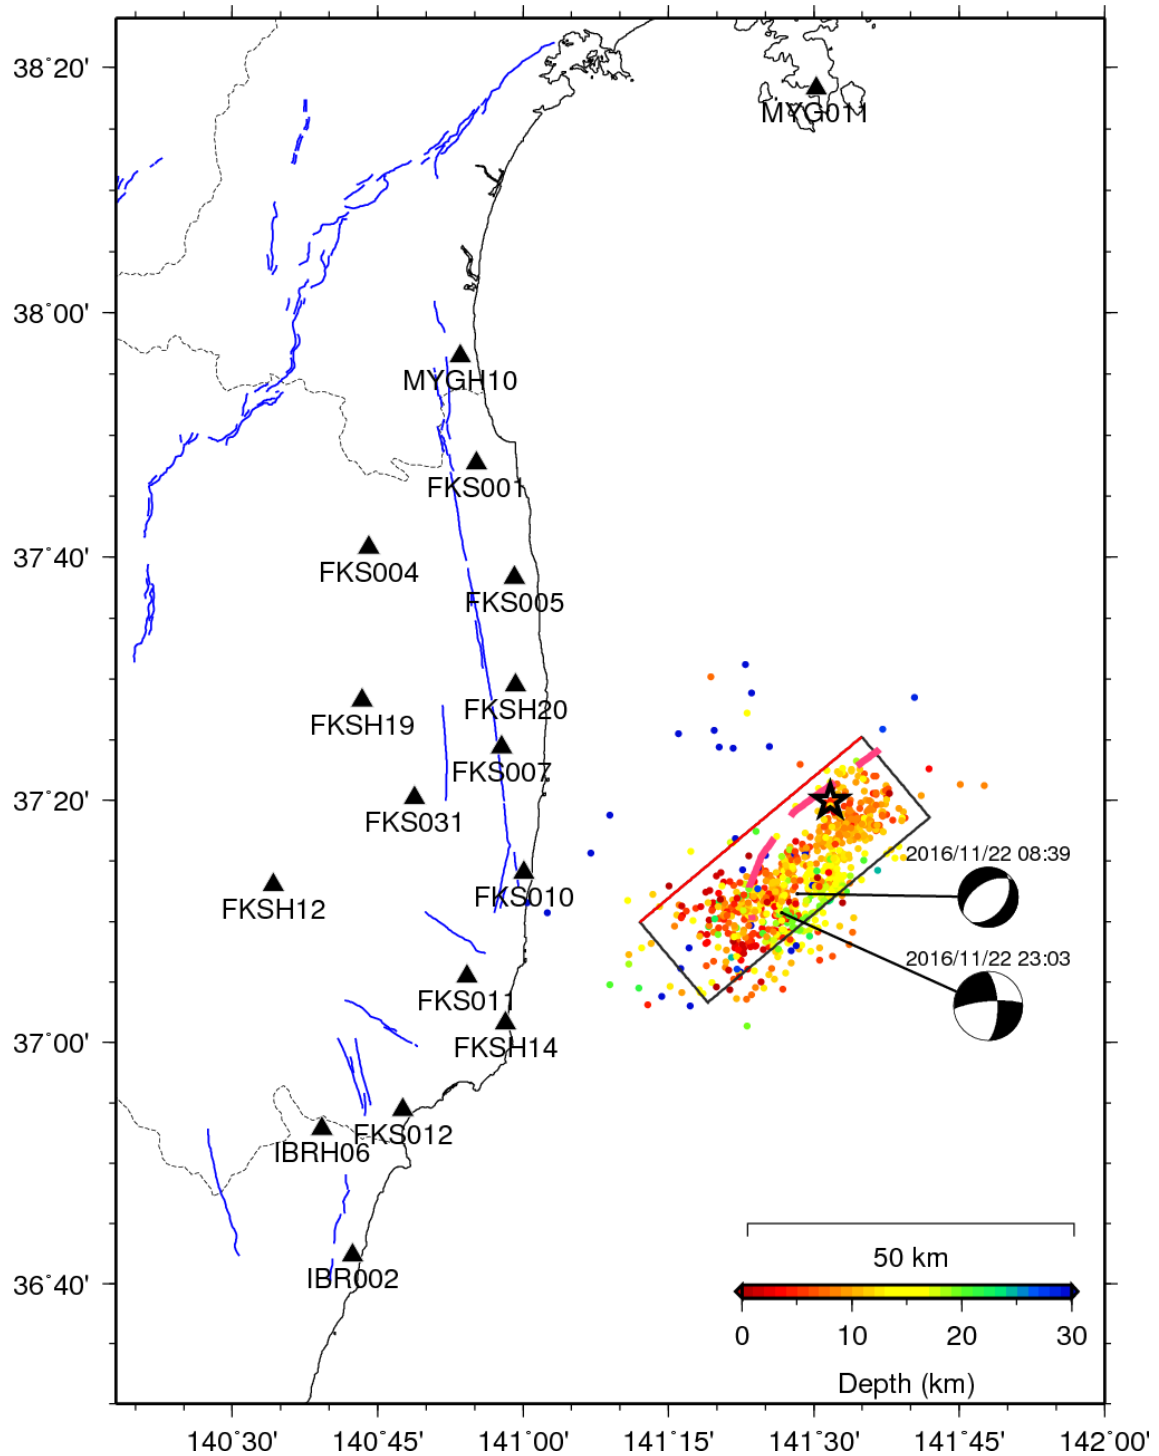 38°20'
MYG011
38°00'
MYGH10
FKS001
37°40'
FKS004
FKS005
FKSH20
FKSH19
FKS007
37°20'
FKS031
2016/11/22 08:39
FKS010
FKSH12
2016/11/22 23:03
FKS011
37°00'
FKSH14
FKS012
IBRH06
50 km
36°40'
IBR002
0 10 20 30
Depth (km)
140°30' 140°45' 141°00' 141°15' 141°30' 141°45' 142°00'